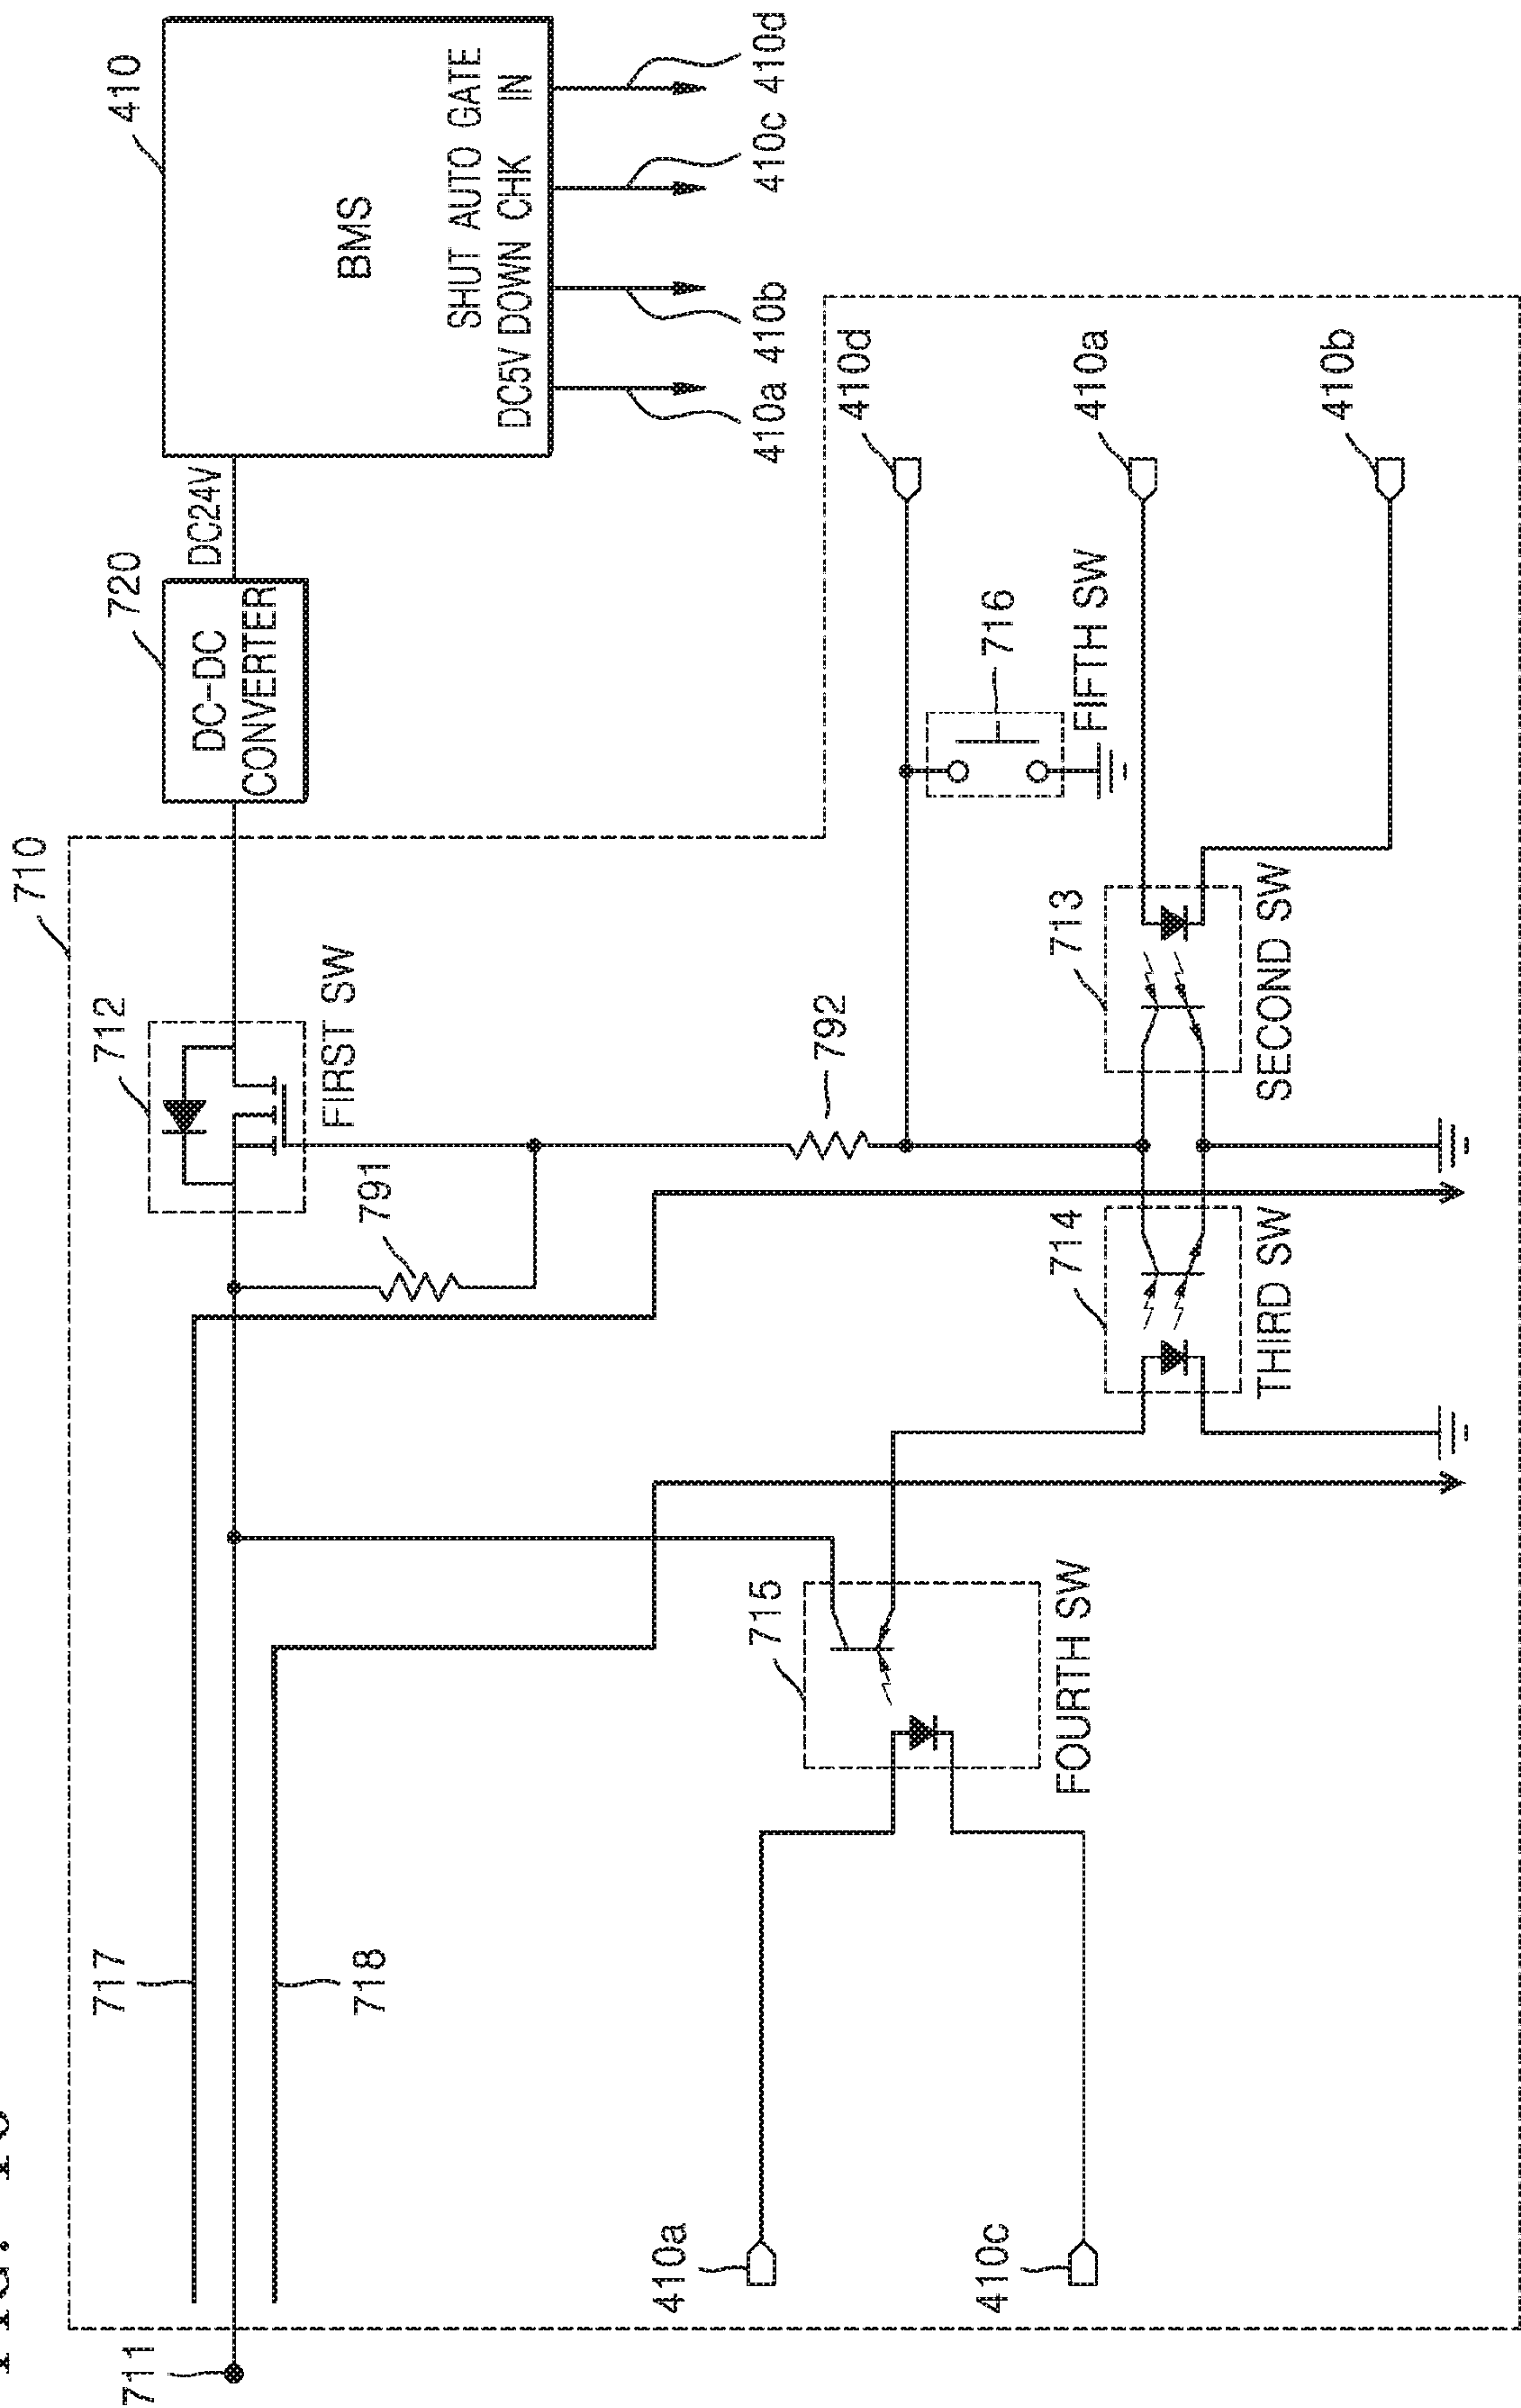 710
711
717
712
720
410
DC-DC
CONVERTER
DC24V
FIRST SW
BMS
718
791
SHUT AUTO GATE
DC5V DOWN CHK IN
410a 410b 410c 410d
410a
715
792
410d
410c
716
714
713
FOURTH SW
FIFTH SW
410a
THIRD SW
SECOND SW
410b